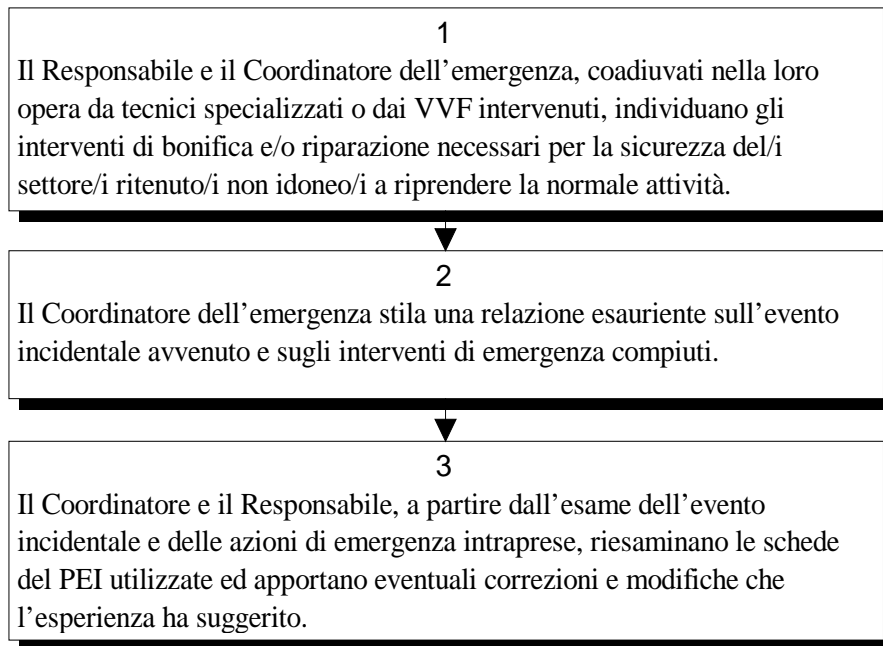 1
Il Responsabile e il Coordinatore dell’emergenza, coadiuvati nella loro
opera da tecnici specializzati o dai VVF intervenuti, individuano gli
interventi di bonifica e/o riparazione necessari per la sicurezza del/i
settore/i ritenuto/i non idoneo/i a riprendere la normale attività.
2
Il Coordinatore dell’emergenza stila una relazione esauriente sull’evento
incidentale avvenuto e sugli interventi di emergenza compiuti.
3
Il Coordinatore e il Responsabile, a partire dall’esame dell’evento
incidentale e delle azioni di emergenza intraprese, riesaminano le schede
del PEI utilizzate ed apportano eventuali correzioni e modifiche che
l’esperienza ha suggerito.